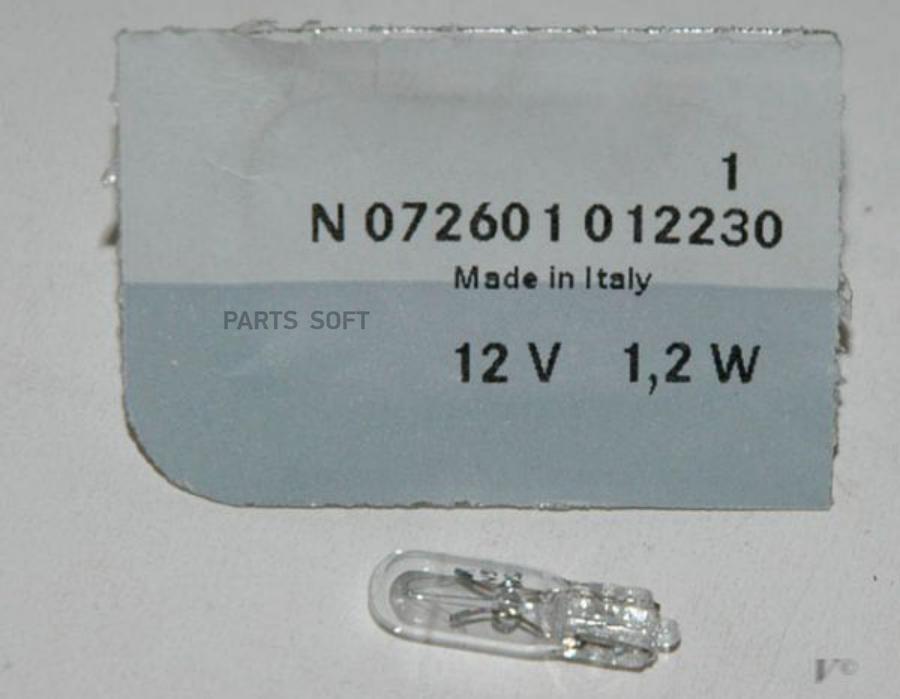 1
N 072601 012230
Made in Italy
PARTS SOFT
12 V 1,2 W
V©